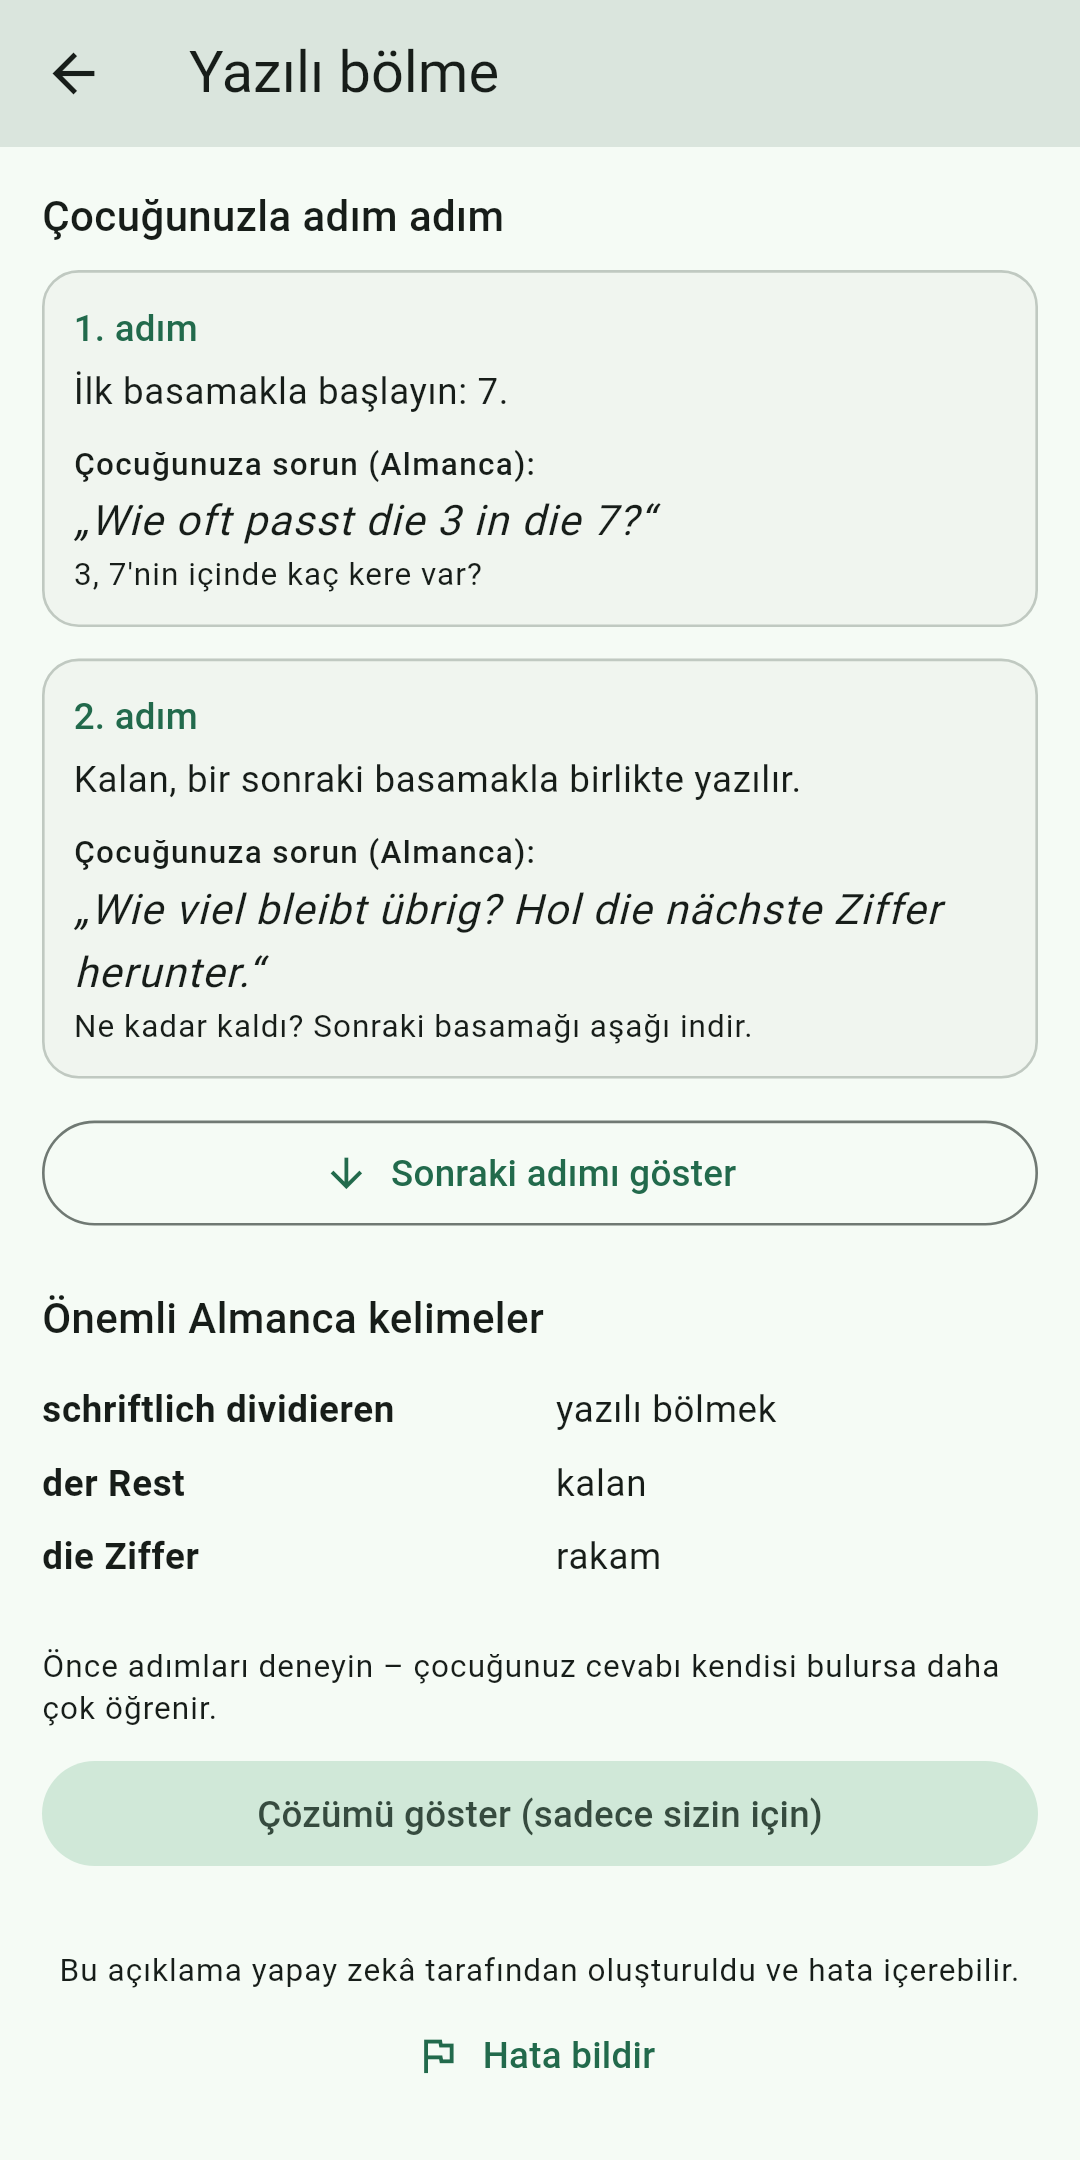 Yazılı bölme
Çocuğunuzla adım adım
1. adım
İlk basamakla başlayın: 7.
Çocuğunuza sorun (Almanca):
„Wie oft passt die 3 in die 7?“
3, 7'nin içinde kaç kere var?
2. adım
Kalan, bir sonraki basamakla birlikte yazılır.
Çocuğunuza sorun (Almanca):
„Wie viel bleibt übrig? Hol die nächste Ziffer
herunter.“
Ne kadar kaldı? Sonraki basamağı aşağı indir.
Sonraki adımı göster
Önemli Almanca kelimeler
schriftlich dividieren yazılı bölmek
der Rest kalan
die Ziffer rakam
Önce adımları deneyin – çocuğunuz cevabı kendisi bulursa daha
çok öğrenir.
Çözümü göster (sadece sizin için)
Bu açıklama yapay zekâ tarafından oluşturuldu ve hata içerebilir.
Hata bildir